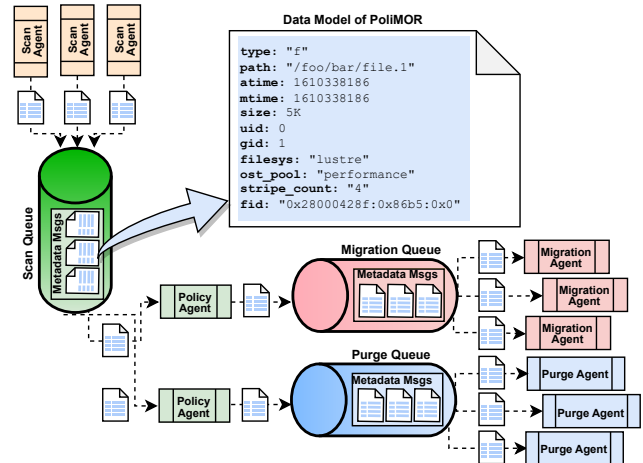 Data Model of PoliMOR
Scan
Agent
Scan
Agent
Scan
Agent
type: "f"
path: "/foo/bar/file.1"
atime: 1610338186
mtime: 1610338186
size: 5K
uid: 0
gid: 1
filesys: "lustre"
ost_pool: "performance"
stripe_count: "4"
fid: "0x28000428f:0x86b5:0x0"
Scan Queue
Metadata Msgs
Migration Queue
Metadata Msgs
Policy
Agent
Migration
Agent
Migration
Agent
Migration
Agent
Purge Queue
Metadata Msgs
Policy
Agent
Purge Agent
Purge Agent
Purge Agent